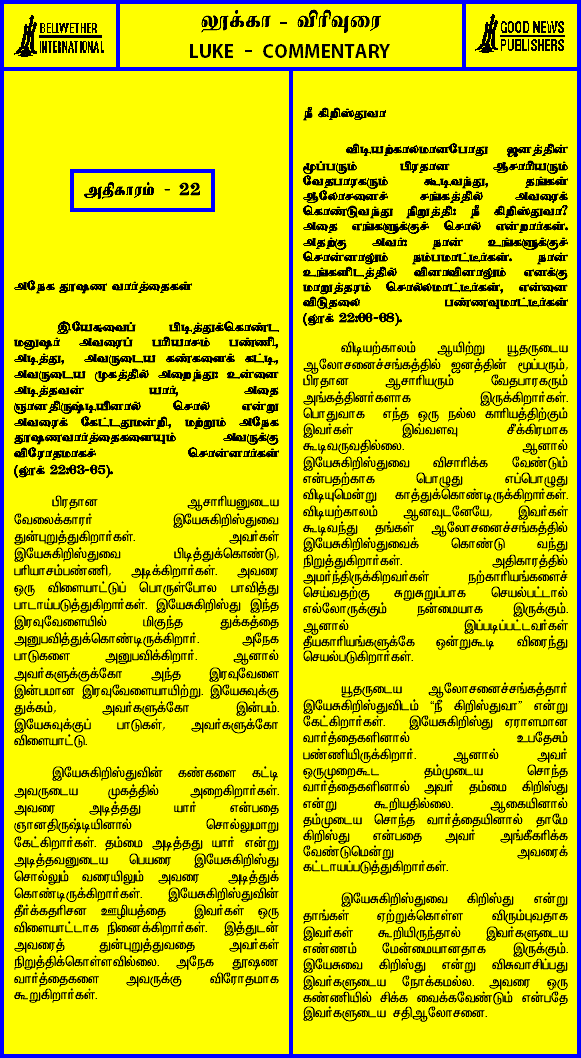 BELWETHER
INTERNATIONAL
லூக்கா - விரிவுரை
LUKE - COMMENTARY
GOOD NEWS
PUBLISHERS
அதிகாரம் - 22
அநேக தூஷண வார்த்தைகள்
இயேசுவைப் பிடித்துக்கொண்ட
மனுஷர் அவரைப் பரியாசம் பண்ணி,
அடித்து, அவருடைய கண்களைக் கட்டி,
அவருடைய முகத்தில் அறைந்து: உன்னை
அடித்தவன் யார், அதை
ஞானதிருஷ்டியினால் சொல் என்று
அவரைக் கேட்டதுமன்றி, மற்றும் அநேக
தூஷணவார்த்தைகளையும் அவருக்கு
விரோதமாகச் சொன்னார்கள்
(லூக் 22:63-65).
பிரதான ஆசாரியனுடைய
வேலைக்காரர் இயேசுகிறிஸ்துவை
துன்புறுத்துகிறார்கள். அவர்கள்
இயேசுகிறிஸ்துவை பிடித்துக்கொண்டு,
பரியாசம்பண்ணி, அடிக்கிறார்கள். அவரை
ஒரு விளையாட்டுப் பொருள்போல பாவித்து
பாடாய்படுத்துகிறார்கள். இயேசுகிறிஸ்து இந்த
இரவுவேளையில் மிகுந்த துக்கத்தை
அனுபவித்துக்கொண்டிருக்கிறார். அநேக
பாடுகளை அனுபவிக்கிறார். ஆனால்
அவர்களுக்குக்கோ அந்த இரவுவேளை
இன்பமான இரவுவேளையாயிற்று. இயேசுவுக்கு
துக்கம், அவர்களுக்கோ இன்பம்.
இயேசுவுக்குப் பாடுகள், அவர்களுக்கோ
விளையாட்டு.
இயேசுகிறிஸ்துவின் கண்களை கட்டி
அவருடைய முகத்தில் அறைகிறார்கள்.
அவரை அடித்தது யார் என்பதை
ஞானதிருஷ்டியினால் சொல்லுமாறு
கேட்கிறார்கள். தம்மை அடித்தது யார் என்று
அடித்தவனுடைய பெயரை இயேசுகிறிஸ்து
சொல்லும் வரையிலும் அவரை அடித்துக்
கொண்டிருக்கிறார்கள். இயேசுகிறிஸ்துவின்
தீர்க்கதரிசன ஊழியத்தை இவர்கள் ஒரு
விளையாட்டாக நினைக்கிறார்கள். இத்துடன்
அவரைத் துன்புறுத்துவதை அவர்கள்
நிறுத்திக்கொள்ளவில்லை. அநேக தூஷண
வார்த்தைகளை அவருக்கு விரோதமாக
கூறுகிறார்கள்.
நீ கிறிஸ்துவா
விடியற்காலமானபோது ஜனத்தின்
மூப்பரும் பிரதான ஆசாரியரும்
வேதபாரகரும் கூடிவந்து, தங்கள்
ஆலோசனைச் சங்கத்தில் அவரைக்
கொண்டுவந்து நிறுத்தி: நீ கிறிஸ்துவா?
அதை எங்களுக்குச் சொல் என்றார்கள்.
அதற்கு அவர்: நான் உங்களுக்குச்
சொன்னாலும் நம்பமாட்டீர்கள். நான்
உங்களிடத்தில் வினாவினாலும் எனக்கு
மாறுத்தரம் சொல்லமாட்டீர்கள், என்னை
விடுதலை பண்ணவுமாட்டீர்கள்
(லூக் 22:66-68).
விடியற்காலம் ஆயிற்று யூதருடைய
ஆலோசனைச்சங்கத்தில் ஜனத்தின் மூப்பரும்,
பிரதான ஆசாரியரும் வேதபாரகரும்
அங்கத்தினர்களாக இருக்கிறார்கள்.
பொதுவாக எந்த ஒரு நல்ல காரியத்திற்கும்
இவர்கள் இவ்வளவு சீக்கிரமாக
கூடிவருவதில்லை. ஆனால்
இயேசுகிறிஸ்துவை விசாரிக்க வேண்டும்
என்பதற்காக பொழுது எப்பொழுது
விடியுமென்று காத்துக்கொண்டிருக்கிறார்கள்.
விடியற்காலம் ஆனவுடனேயே, இவர்கள்
கூடிவந்து தங்கள் ஆலோசனைச்சங்கத்தில்
இயேசுகிறிஸ்துவைக் கொண்டு வந்து
நிறுத்துகிறார்கள். அதிகாரத்தில்
அமர்ந்திருக்கிறவர்கள் நற்காரியங்களைச்
செய்வதற்கு சுறுசுறுப்பாக செயல்பட்டால்
எல்லோருக்கும் நன்மையாக இருக்கும்.
ஆனால் இப்படிப்பட்டவர்கள்
தீயகாரியங்களுக்கே ஒன்றுகூடி விரைந்து
செயல்படுகிறார்கள்.
யூதருடைய ஆலோசனைச்சங்கத்தார்
இயேசுகிறிஸ்துவிடம் "நீ கிறிஸ்துவா" என்று
கேட்கிறார்கள். இயேசுகிறிஸ்து ஏராளமான
வார்த்தைகளினால் உபதேசம்
பண்ணியிருக்கிறார். ஆனால் அவர்
ஒருமுறைகூட தம்முடைய சொந்த
வார்த்தைகளினால் அவர் தம்மை கிறிஸ்து
என்று கூறியதில்லை. ஆகையினால்
தம்முடைய சொந்த வார்த்தையினால் தாமே
கிறிஸ்து என்பதை அவர் அங்கீகரிக்க
வேண்டுமென்று அவரைக்
கட்டாயப்படுத்துகிறார்கள்.
இயேசுகிறிஸ்துவை கிறிஸ்து என்று
தாங்கள் ஏற்றுக்கொள்ள விரும்புவதாக
இவர்கள் கூறியிருந்தால் இவர்களுடைய
எண்ணம் மேன்மையானதாக இருக்கும்.
இயேசுவை கிறிஸ்து என்று விசுவாசிப்பது
இவர்களுடைய நோக்கமல்ல. அவரை ஒரு
கண்ணியில் சிக்க வைக்கவேண்டும் என்பதே
இவர்களுடைய சதிஆலோசனை.